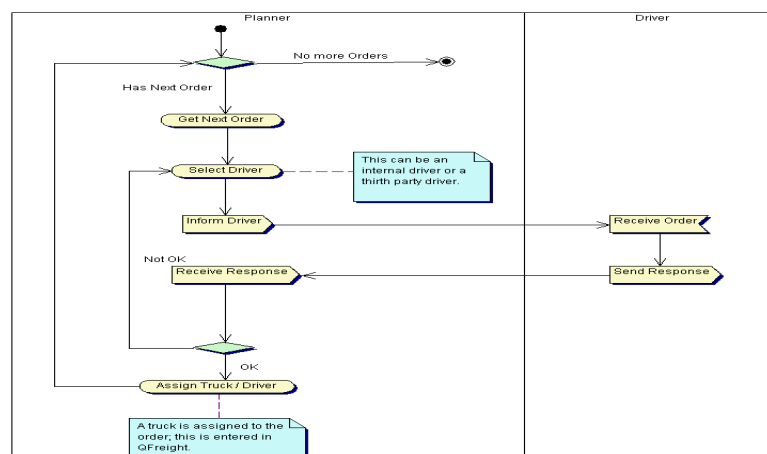 Planner
Driver
No more Orders
Has Next Order
Get Next Order
Select Driver
This can be an
internal driver or a
thirth party driver.
Inform Driver
Receive Order
Not OK
Receive Response
Send Response
OK
Assign Truck / Driver
A truck is assigned to the
order; this is entered in
QFreight.